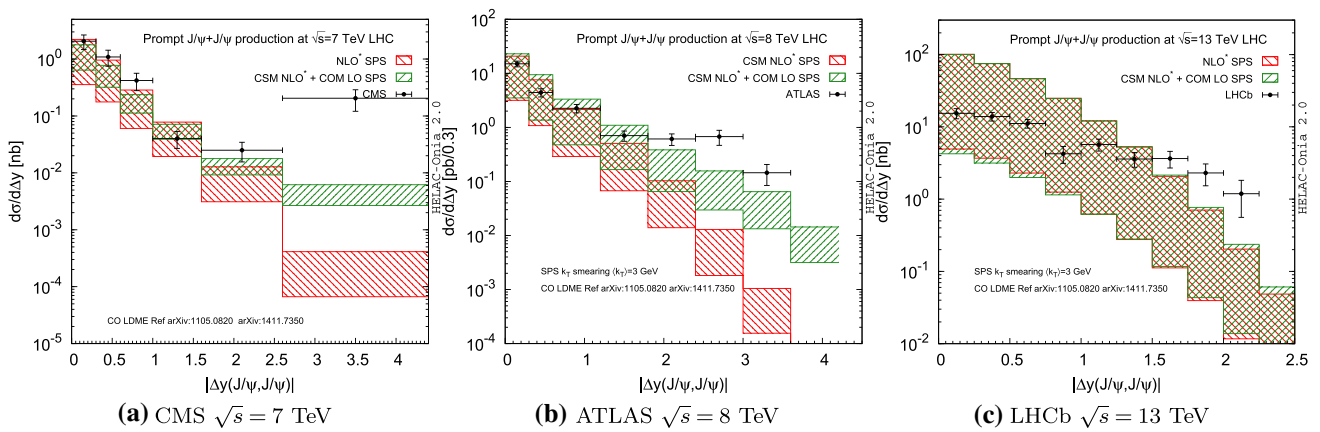 Prompt J/ψ+J/ψ production at √s=7 TeV LHC
NLO* SPS
CSM NLO* + COM LO SPS
CMS
10^0
10^-1
10^-2
10^-3
10^-4
10^-5
dσ/dΔy [nb]
CO LDME Ref arXiv:1105.0820 arXiv:1411.7350
HELAC-Onia 2.0
0 0.5 1 1.5 2 2.5 3 3.5 4
|Δy(J/ψ,J/ψ)|
(a) CMS √s = 7 TeV
Prompt J/ψ+J/ψ production at √s=8 TeV LHC
CSM NLO* SPS
CSM NLO* + COM LO SPS
ATLAS
10^3
10^2
10^1
10^0
10^-1
10^-2
10^-3
10^-4
dσ/dΔy [pb/0.3]
SPS k_T smearing ⟨k_T⟩=3 GeV
CO LDME Ref arXiv:1105.0820 arXiv:1411.7350
HELAC-Onia 2.0
0 1 2 3 4
|Δy(J/ψ,J/ψ)|
(b) ATLAS √s = 8 TeV
Prompt J/ψ+J/ψ production at √s=13 TeV LHC
NLO* SPS
CSM NLO* + COM LO SPS
LHCb
10^2
10^1
10^0
10^-1
10^-2
dσ/dΔy [nb]
SPS k_T smearing ⟨k_T⟩=3 GeV
CO LDME Ref arXiv:1105.0820 arXiv:1411.7350
HELAC-Onia 2.0
0 0.5 1 1.5 2 2.5
|Δy(J/ψ,J/ψ)|
(c) LHCb √s = 13 TeV